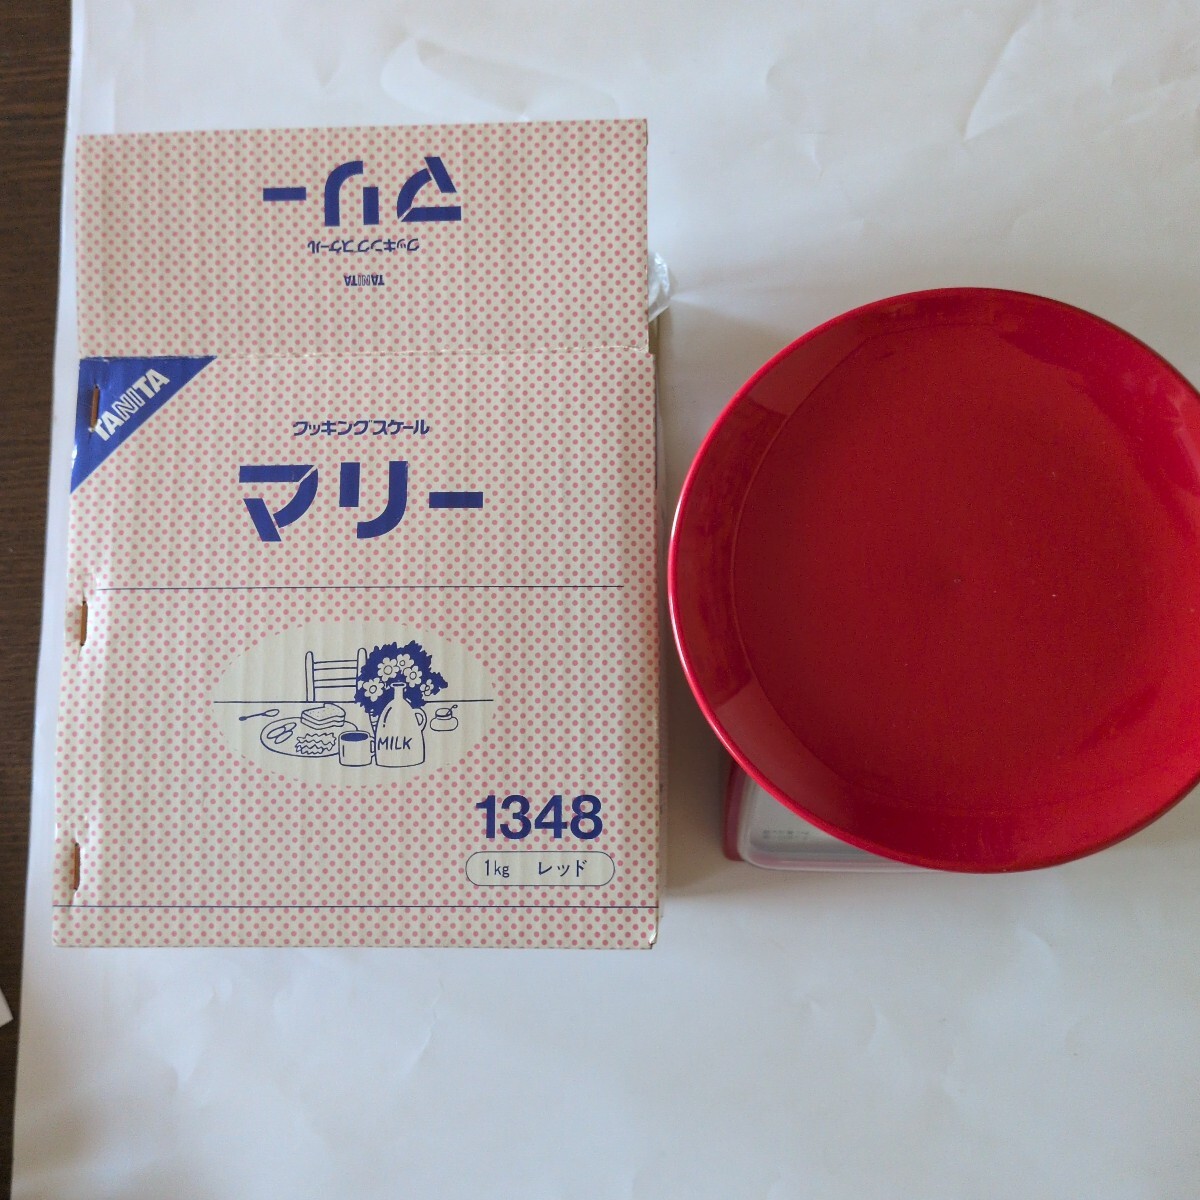 マリー
クッキングスケール
TANITA
TANITA
クッキングスケール
マリー
MILK
1348
1kg レッド